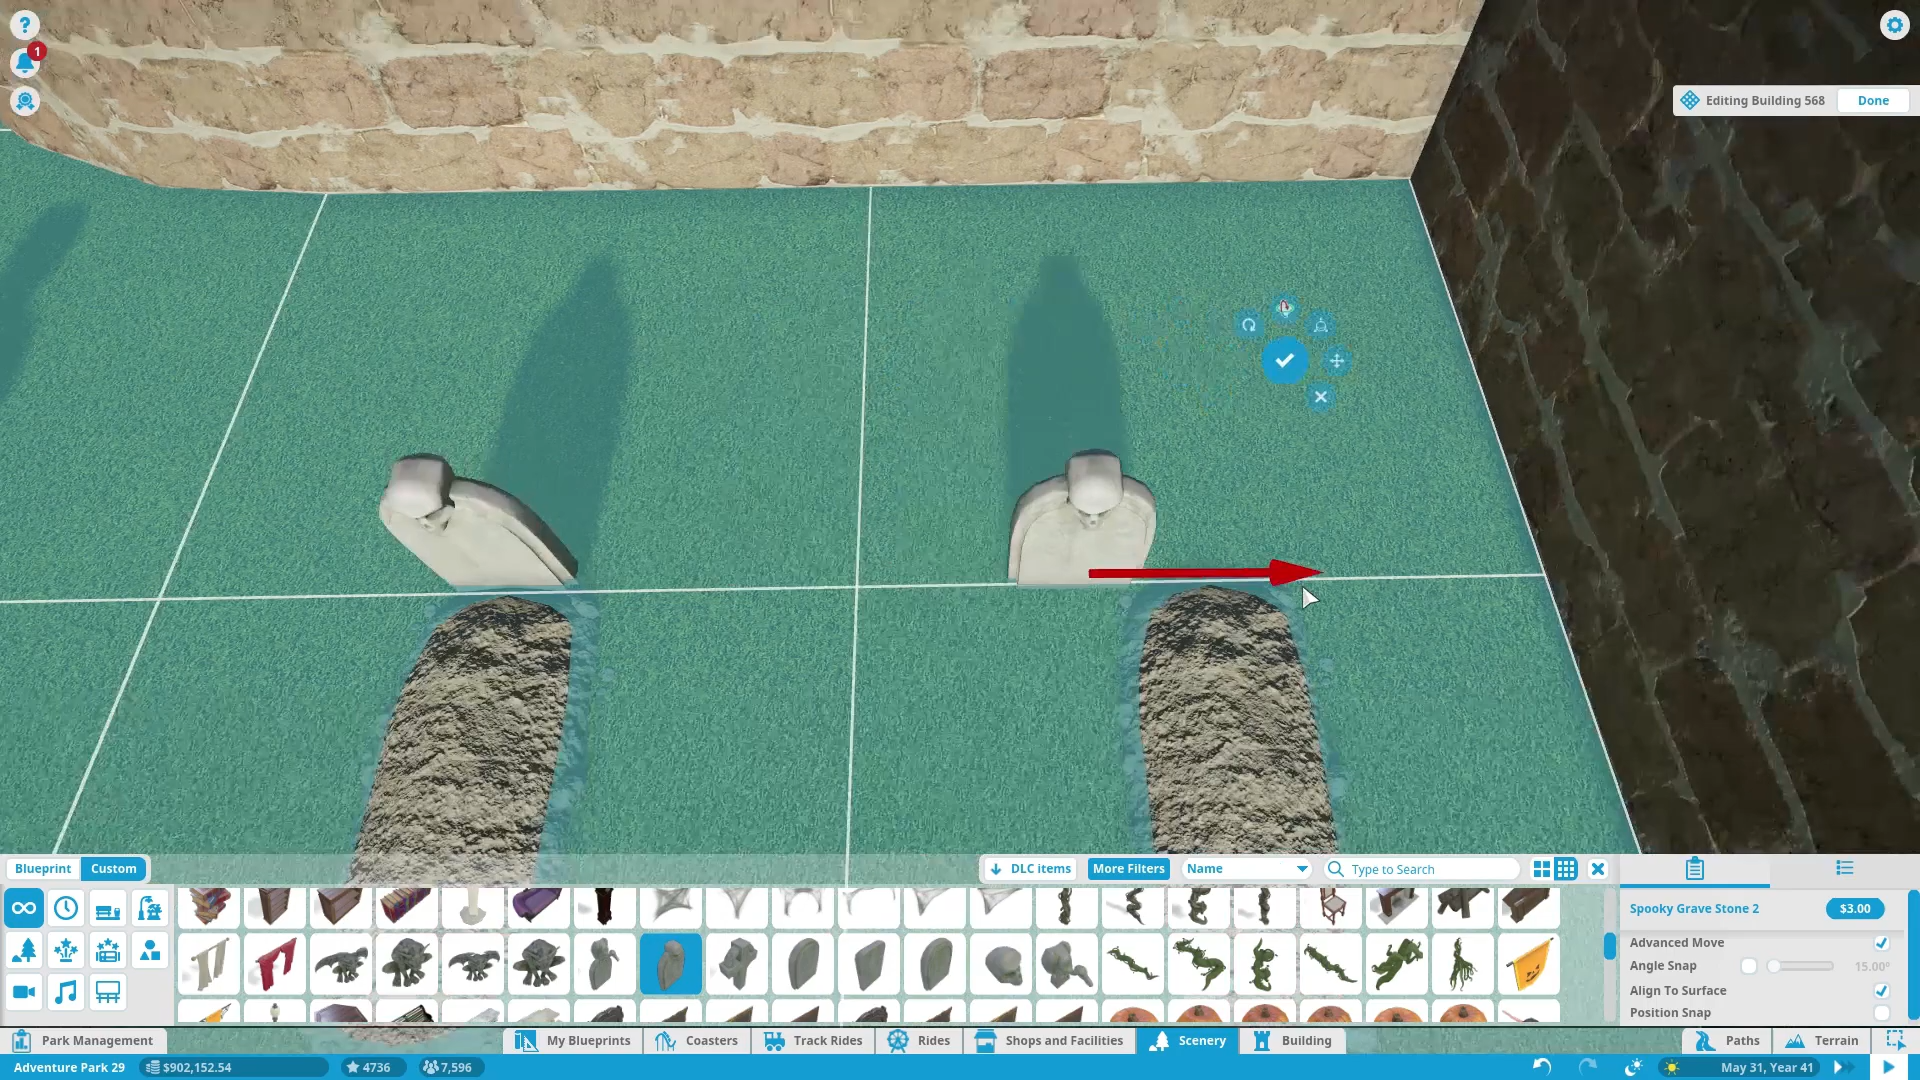 ?
1
Editing Building 568
Done
Blueprint
Custom
DLC items
More Filters
Name
Type to Search
Spooky Grave Stone 2
$3.00
Advanced Move
Angle Snap
15.00°
Align To Surface
Position Snap
Park Management
My Blueprints
Coasters
Track Rides
Rides
Shops and Facilities
Scenery
Building
Paths
Terrain
Adventure Park 29
$902,152.54
4736
7,596
May 31, Year 41